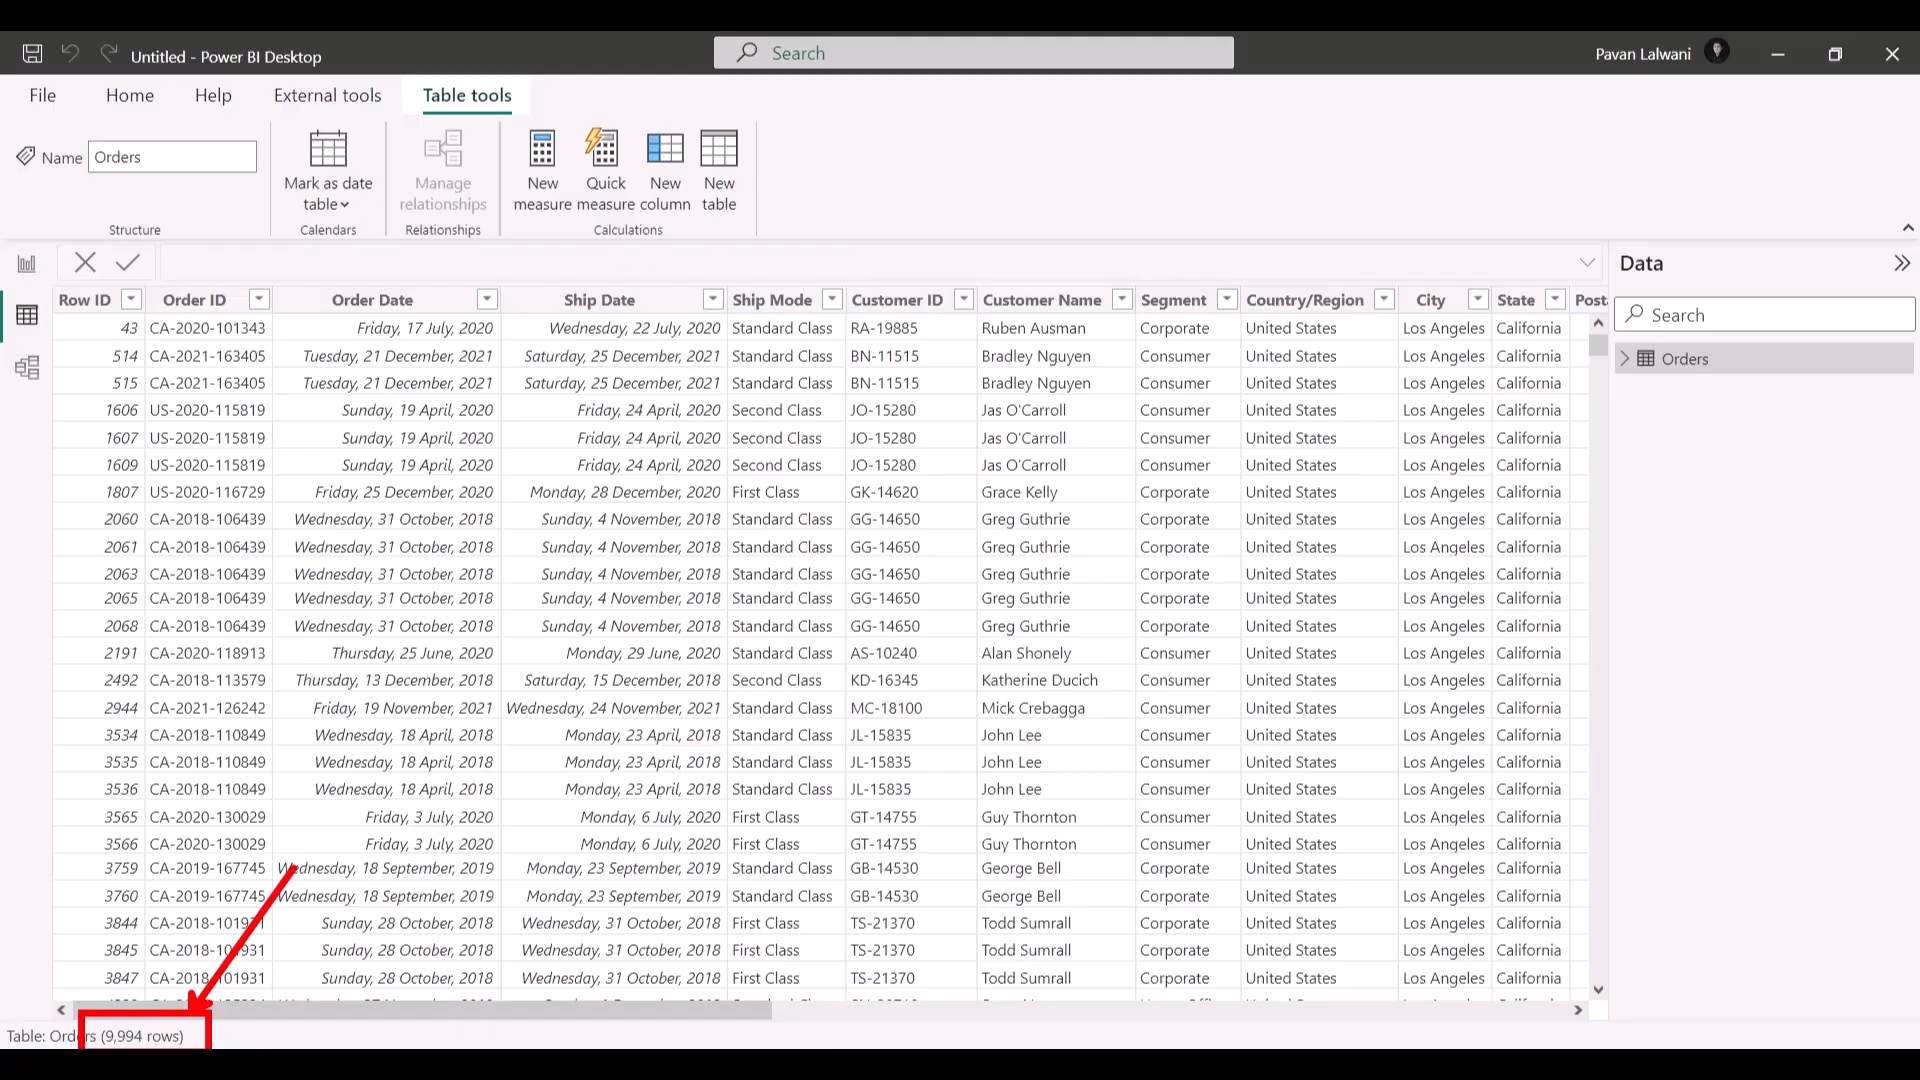 Untitled - Power BI Desktop
Search
Pavan Lalwani
File Home Help External tools Table tools
Name Orders
Mark as date table
Manage relationships
New measure
Quick measure
New column
New table
Structure Calendars Relationships Calculations
Data
Search
Orders
Row ID Order ID Order Date Ship Date Ship Mode Customer ID Customer Name Segment Country/Region City State Posta
43 CA-2020-101343 Friday, 17 July, 2020 Wednesday, 22 July, 2020 Standard Class RA-19885 Ruben Ausman Corporate United States Los Angeles California
514 CA-2021-163405 Tuesday, 21 December, 2021 Saturday, 25 December, 2021 Standard Class BN-11515 Bradley Nguyen Consumer United States Los Angeles California
515 CA-2021-163405 Tuesday, 21 December, 2021 Saturday, 25 December, 2021 Standard Class BN-11515 Bradley Nguyen Consumer United States Los Angeles California
1606 US-2020-115819 Sunday, 19 April, 2020 Friday, 24 April, 2020 Second Class JO-15280 Jas O'Carroll Consumer United States Los Angeles California
1607 US-2020-115819 Sunday, 19 April, 2020 Friday, 24 April, 2020 Second Class JO-15280 Jas O'Carroll Consumer United States Los Angeles California
1609 US-2020-115819 Sunday, 19 April, 2020 Friday, 24 April, 2020 Second Class JO-15280 Jas O'Carroll Consumer United States Los Angeles California
1807 US-2020-116729 Friday, 25 December, 2020 Monday, 28 December, 2020 First Class GK-14620 Grace Kelly Corporate United States Los Angeles California
2060 CA-2018-106439 Wednesday, 31 October, 2018 Sunday, 4 November, 2018 Standard Class GG-14650 Greg Guthrie Corporate United States Los Angeles California
2061 CA-2018-106439 Wednesday, 31 October, 2018 Sunday, 4 November, 2018 Standard Class GG-14650 Greg Guthrie Corporate United States Los Angeles California
2063 CA-2018-106439 Wednesday, 31 October, 2018 Sunday, 4 November, 2018 Standard Class GG-14650 Greg Guthrie Corporate United States Los Angeles California
2065 CA-2018-106439 Wednesday, 31 October, 2018 Sunday, 4 November, 2018 Standard Class GG-14650 Greg Guthrie Corporate United States Los Angeles California
2068 CA-2018-106439 Wednesday, 31 October, 2018 Sunday, 4 November, 2018 Standard Class GG-14650 Greg Guthrie Corporate United States Los Angeles California
2191 CA-2020-118913 Thursday, 25 June, 2020 Monday, 29 June, 2020 Standard Class AS-10240 Alan Shonely Consumer United States Los Angeles California
2492 CA-2018-113579 Thursday, 13 December, 2018 Saturday, 15 December, 2018 Second Class KD-16345 Katherine Ducich Consumer United States Los Angeles California
2944 CA-2021-126242 Friday, 19 November, 2021 Wednesday, 24 November, 2021 Standard Class MC-18100 Mick Crebagga Consumer United States Los Angeles California
3534 CA-2018-110849 Wednesday, 18 April, 2018 Monday, 23 April, 2018 Standard Class JL-15835 John Lee Consumer United States Los Angeles California
3535 CA-2018-110849 Wednesday, 18 April, 2018 Monday, 23 April, 2018 Standard Class JL-15835 John Lee Consumer United States Los Angeles California
3536 CA-2018-110849 Wednesday, 18 April, 2018 Monday, 23 April, 2018 Standard Class JL-15835 John Lee Consumer United States Los Angeles California
3565 CA-2020-130029 Friday, 3 July, 2020 Monday, 6 July, 2020 First Class GT-14755 Guy Thornton Consumer United States Los Angeles California
3566 CA-2020-130029 Friday, 3 July, 2020 Monday, 6 July, 2020 First Class GT-14755 Guy Thornton Consumer United States Los Angeles California
3759 CA-2019-167745 Wednesday, 18 September, 2019 Monday, 23 September, 2019 Standard Class GB-14530 George Bell Corporate United States Los Angeles California
3760 CA-2019-167745 Wednesday, 18 September, 2019 Monday, 23 September, 2019 Standard Class GB-14530 George Bell Corporate United States Los Angeles California
3844 CA-2018-101931 Sunday, 28 October, 2018 Wednesday, 31 October, 2018 First Class TS-21370 Todd Sumrall Corporate United States Los Angeles California
3845 CA-2018-101931 Sunday, 28 October, 2018 Wednesday, 31 October, 2018 First Class TS-21370 Todd Sumrall Corporate United States Los Angeles California
3847 CA-2018-101931 Sunday, 28 October, 2018 Wednesday, 31 October, 2018 First Class TS-21370 Todd Sumrall Corporate United States Los Angeles California
Table: Orders (9,994 rows)